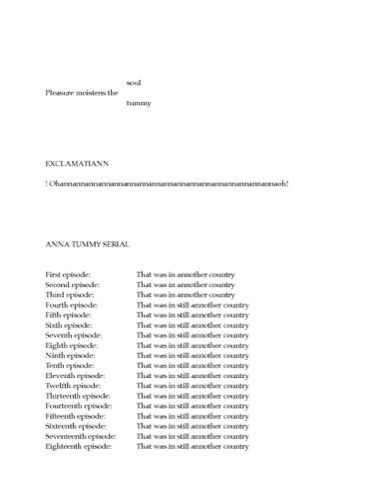 soul
Pleasure moistens the
tummy
EXCLAMATIANN
! Ohannannannannannannannannannannannannannannannannannaoh!
ANNA TUMMY SERIAL
First episode: That was in annother country
Second episode: That was in annother country
Third episode: That was in annother country
Fourth episode: That was in still annother country
Fifth episode: That was in still annother country
Sixth episode: That was in still annother country
Seventh episode: That was in still annother country
Eighth episode: That was in still annother country
Ninth episode: That was in still annother country
Tenth episode: That was in still annother country
Eleventh episode: That was in still annother country
Twelfth episode: That was in still annother country
Thirteenth episode: That was in still annother country
Fourteenth episode: That was in still annother country
Fifteenth episode: That was in still annother country
Sixteenth episode: That was in still annother country
Seventeenth episode: That was in still annother country
Eighteenth episode: That was in still annother country